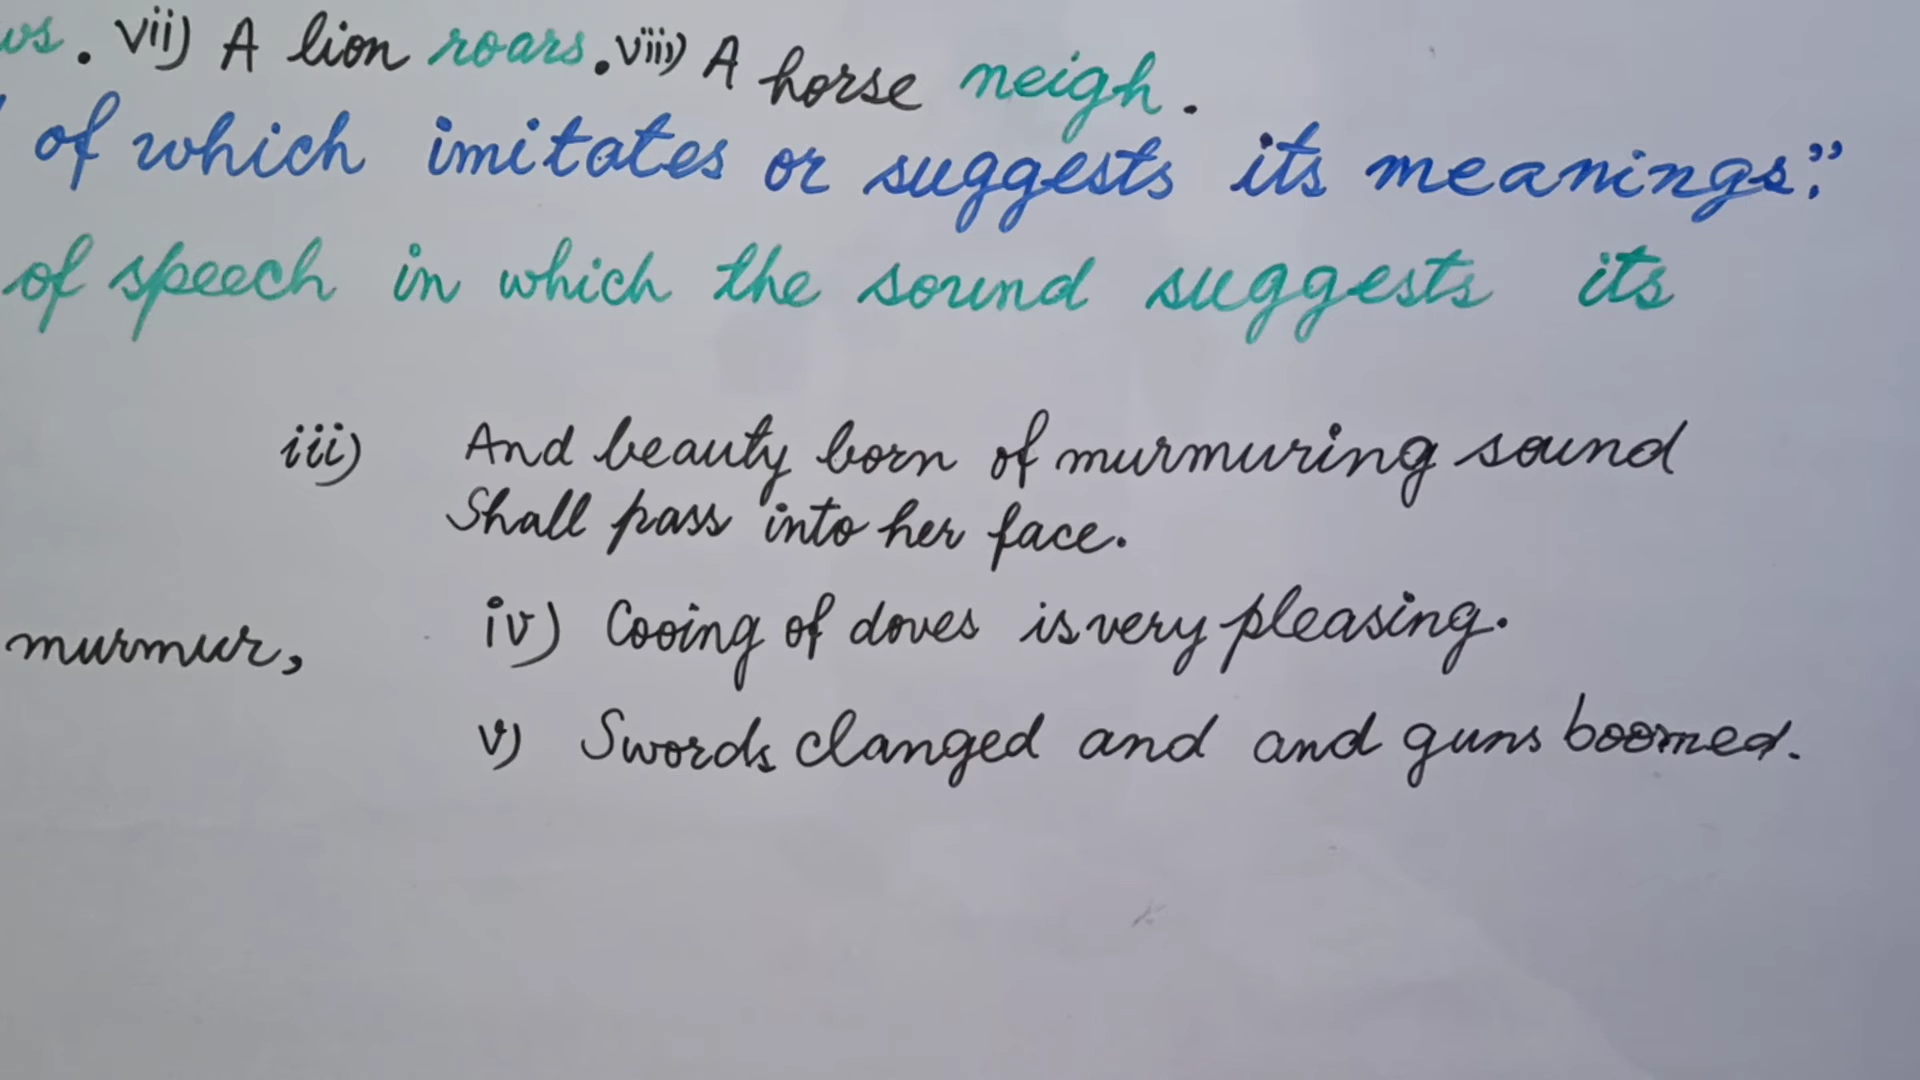 vii) A lion roars. viii) A horse neigh.
of which imitates or suggests its meanings."
of speech in which the sound suggests its
iii) And beauty born of murmuring sound
Shall pass into her face.
murmur, iv) Cooing of doves is very pleasing.
v) Swords clanged and and guns boomed.